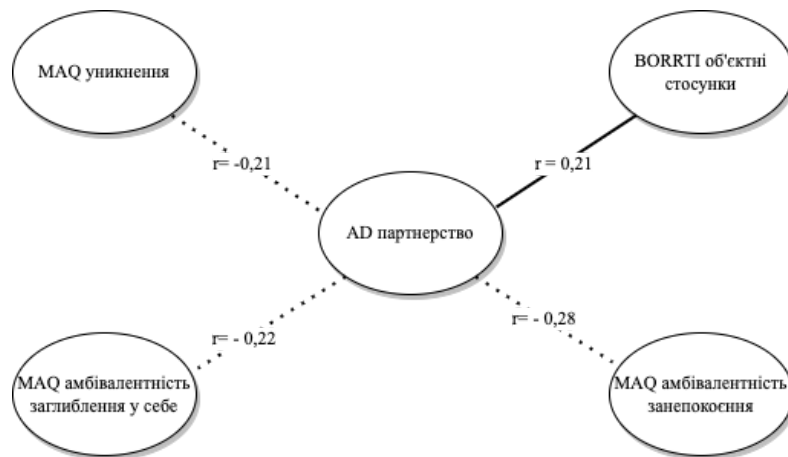 MAQ уникнення
BORRTI об'єктні
стосунки
r= -0,21
r = 0,21
AD партнерство
r= - 0,22
r= - 0,28
MAQ амбівалентність
заглиблення у себе
MAQ амбівалентність
занепокоєння